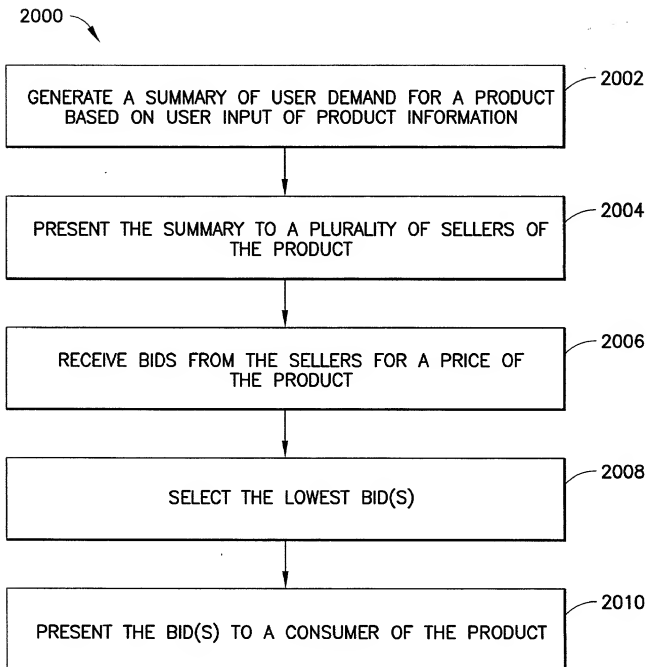 2000
2002
GENERATE A SUMMARY OF USER DEMAND FOR A PRODUCT
BASED ON USER INPUT OF PRODUCT INFORMATION
2004
PRESENT THE SUMMARY TO A PLURALITY OF SELLERS OF
THE PRODUCT
2006
RECEIVE BIDS FROM THE SELLERS FOR A PRICE OF
THE PRODUCT
2008
SELECT THE LOWEST BID(S)
2010
PRESENT THE BID(S) TO A CONSUMER OF THE PRODUCT